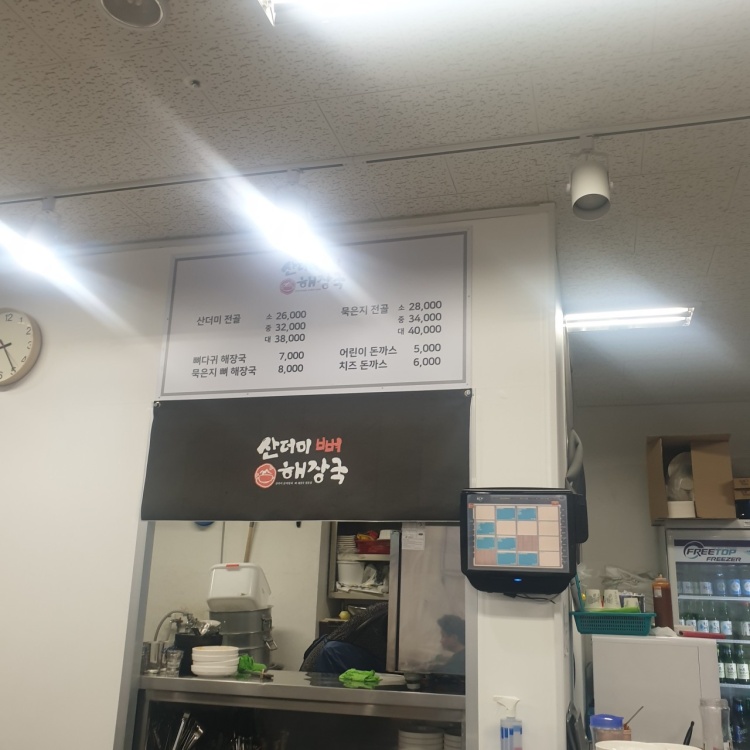 산더미
해장국
산더미 전골 소 26,000
중 32,000
대 38,000
묵은지 전골 소 28,000
중 34,000
대 40,000
뼈다귀 해장국 7,000
묵은지 뼈 해장국 8,000
어린이 돈까스 5,000
치즈 돈까스 6,000
산더미 뼈
해장국
FREETOP
FREEZER
12